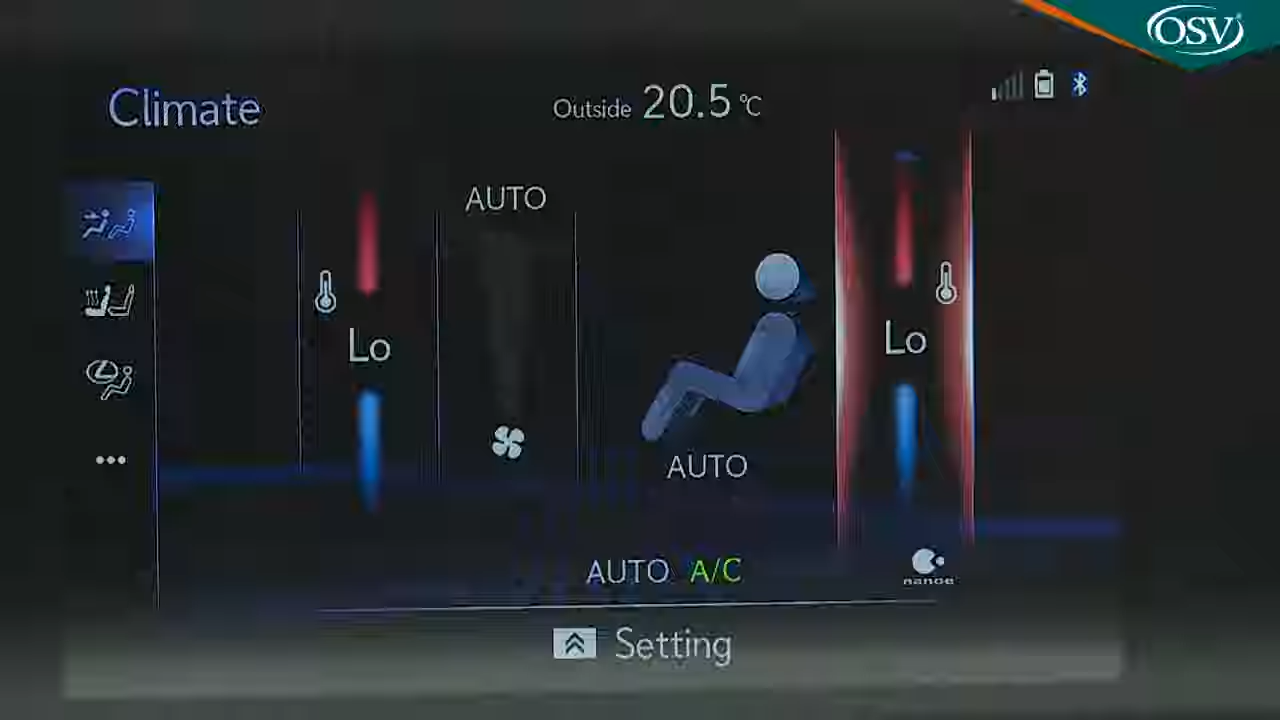 OSV
Climate
Outside 20.5 °C
AUTO
Lo
Lo
AUTO
AUTO A/C
nanoe
Setting